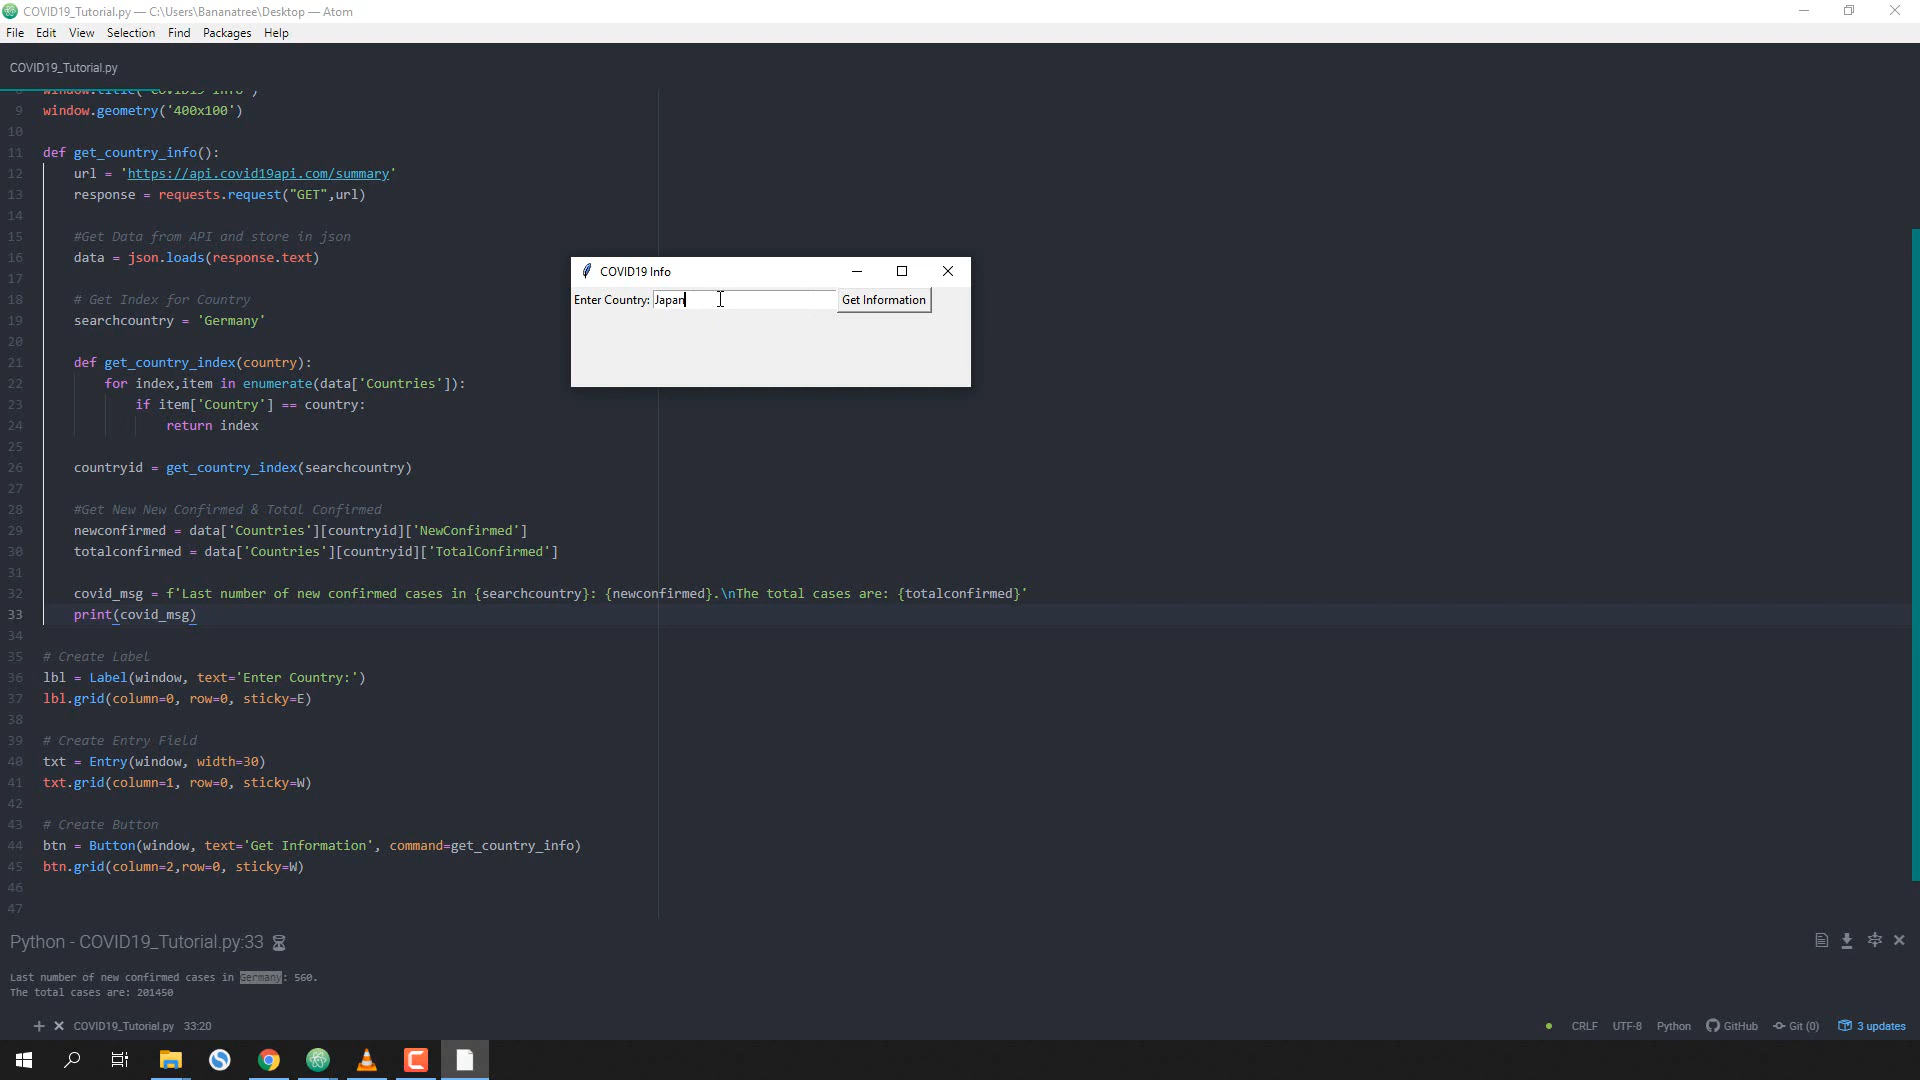 COVID19_Tutorial.py — C:\Users\Bananatree\Desktop — Atom
File Edit View Selection Find Packages Help
COVID19_Tutorial.py
9 window.geometry('400x100')
10
11 def get_country_info():
12 url = 'https://api.covid19api.com/summary'
13 response = requests.request("GET",url)
14
15 #Get Data from API and store in json
16 data = json.loads(response.text)
17
18 # Get Index for Country
19 searchcountry = 'Germany'
20
21 def get_country_index(country):
22 for index,item in enumerate(data['Countries']):
23 if item['Country'] == country:
24 return index
25
26 countryid = get_country_index(searchcountry)
27
28 #Get New New Confirmed & Total Confirmed
29 newconfirmed = data['Countries'][countryid]['NewConfirmed']
30 totalconfirmed = data['Countries'][countryid]['TotalConfirmed']
31
32 covid_msg = f'Last number of new confirmed cases in {searchcountry}: {newconfirmed}.\nThe total cases are: {totalconfirmed}'
33 print(covid_msg)
34
35 # Create Label
36 lbl = Label(window, text='Enter Country:')
37 lbl.grid(column=0, row=0, sticky=E)
38
39 # Create Entry Field
40 txt = Entry(window, width=30)
41 txt.grid(column=1, row=0, sticky=W)
42
43 # Create Button
44 btn = Button(window, text='Get Information', command=get_country_info)
45 btn.grid(column=2,row=0, sticky=W)
46
47
COVID19 Info
Enter Country: Japan Get Information
Python - COVID19_Tutorial.py:33
Last number of new confirmed cases in Germany: 560.
The total cases are: 201450
COVID19_Tutorial.py 33:20 CRLF UTF-8 Python GitHub Git (0) 3 updates